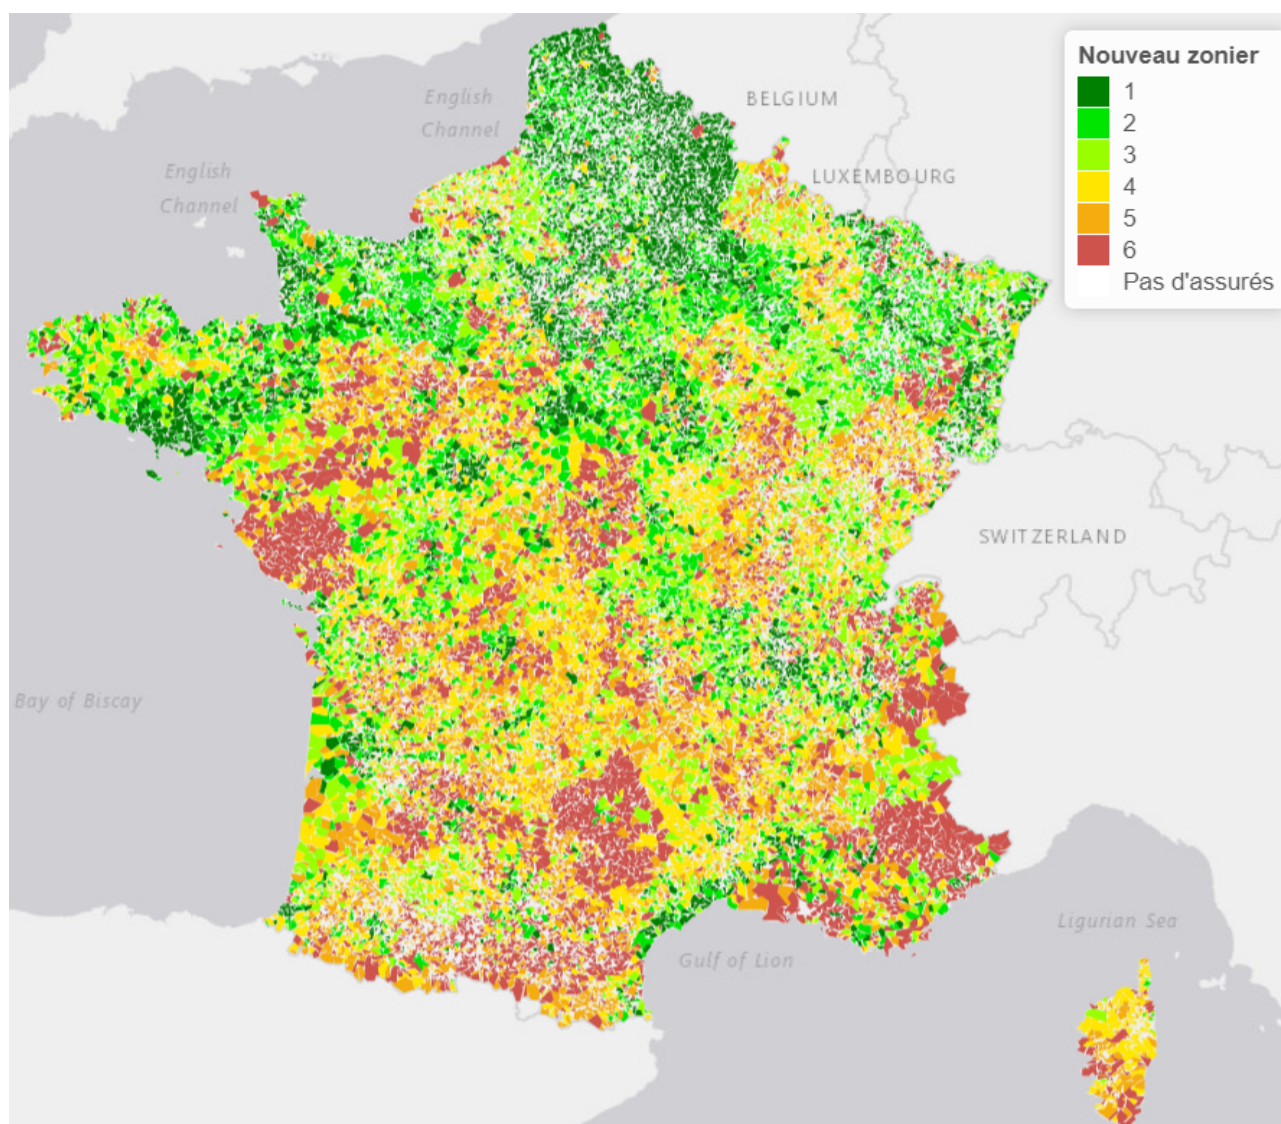 Nouveau zonier
1
2
3
4
5
6
Pas d'assurés
English
Channel
BELGIUM
English
Channel
LUXEMBOURG
SWITZERLAND
Bay of Biscay
Ligurian Sea
Gulf of Lion